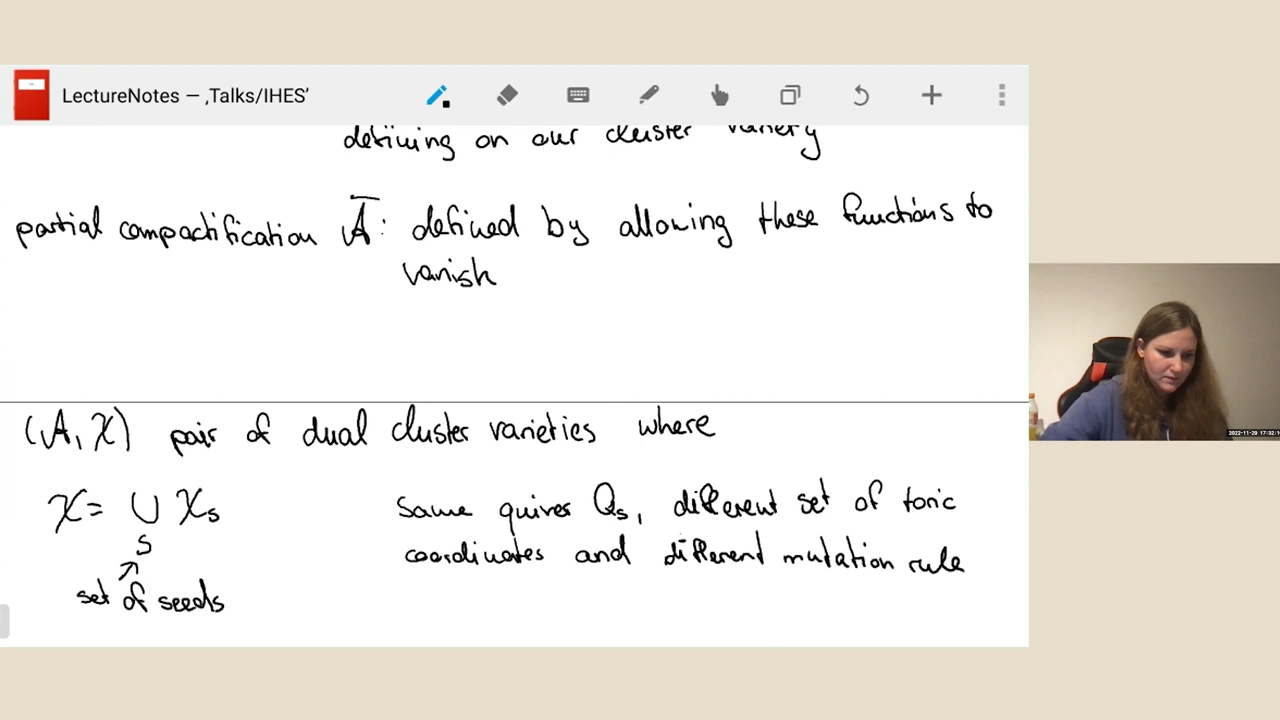 LectureNotes — ‚Talks/IHES‘
defining on our cluster variety
partial compactification Ā: defined by allowing these functions to
vanish
(A, X) pair of dual cluster varieties where
X = ∪ Xₛ
s
set of seeds
same quiver Qₛ, different set of toric
coordinates and different mutation rule